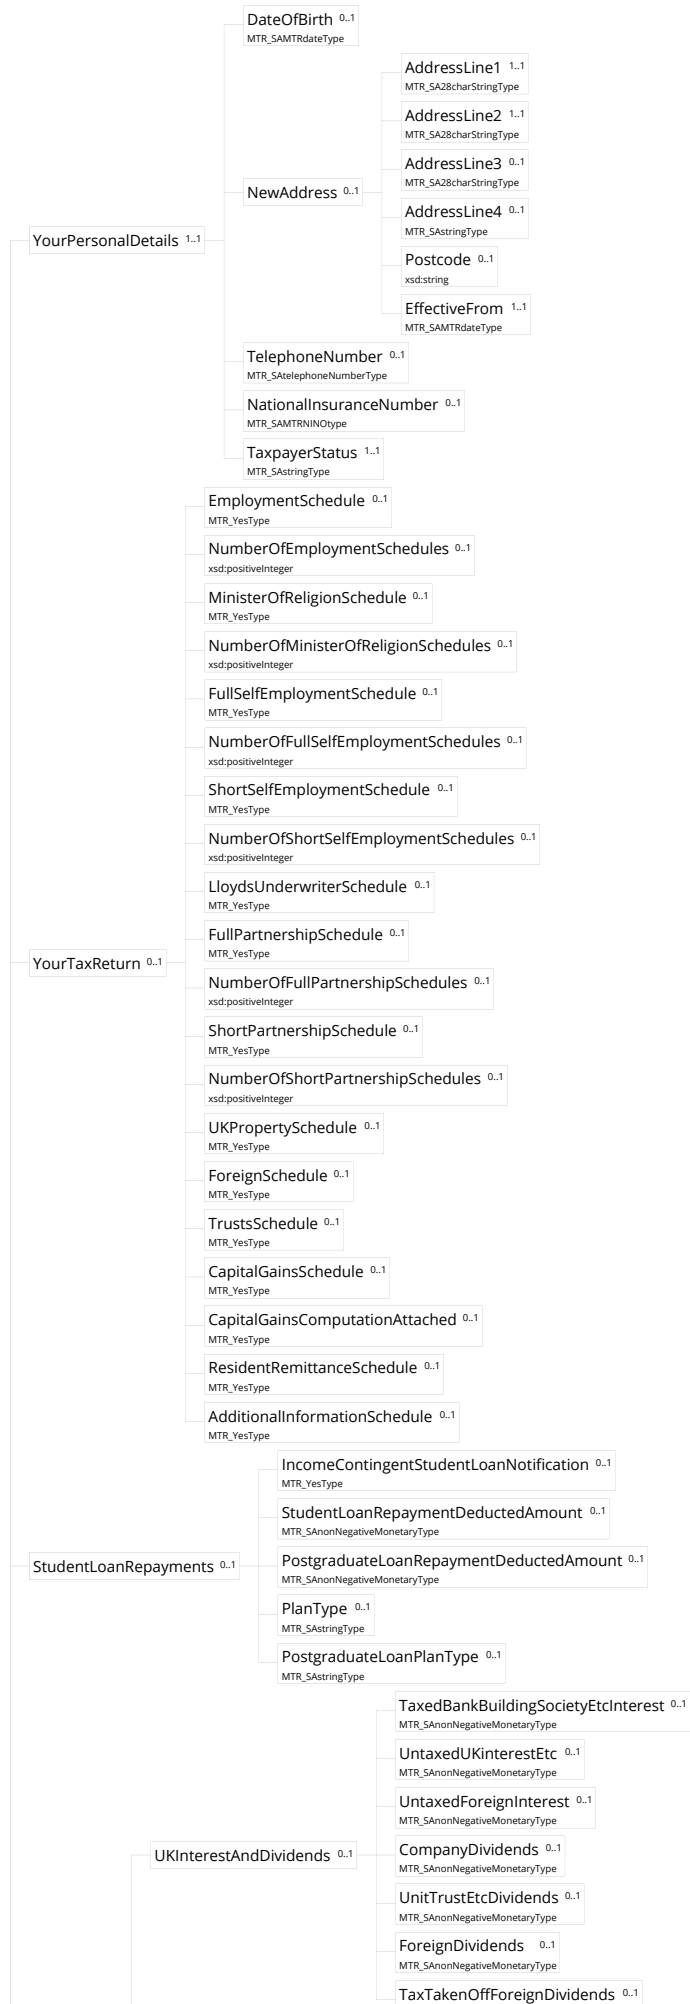 DateOfBirth 0..1
MTR_SAMTRdateType
AddressLine1 1..1
MTR_SA28charStringType
AddressLine2 1..1
MTR_SA28charStringType
AddressLine3 0..1
MTR_SA28charStringType
NewAddress 0..1
AddressLine4 0..1
MTR_SAstringType
YourPersonalDetails 1..1
Postcode 0..1
xsd:string
EffectiveFrom 1..1
MTR_SAMTRdateType
TelephoneNumber 0..1
MTR_SAtelephoneNumberType
NationalInsuranceNumber 0..1
MTR_SAMTRNINOtype
TaxpayerStatus 1..1
MTR_SAstringType
EmploymentSchedule 0..1
MTR_YesType
NumberOfEmploymentSchedules 0..1
xsd:positiveInteger
MinisterOfReligionSchedule 0..1
MTR_YesType
NumberOfMinisterOfReligionSchedules 0..1
xsd:positiveInteger
FullSelfEmploymentSchedule 0..1
MTR_YesType
NumberOfFullSelfEmploymentSchedules 0..1
xsd:positiveInteger
ShortSelfEmploymentSchedule 0..1
MTR_YesType
NumberOfShortSelfEmploymentSchedules 0..1
xsd:positiveInteger
LloydsUnderwriterSchedule 0..1
MTR_YesType
FullPartnershipSchedule 0..1
MTR_YesType
YourTaxReturn 0..1
NumberOfFullPartnershipSchedules 0..1
xsd:positiveInteger
ShortPartnershipSchedule 0..1
MTR_YesType
NumberOfShortPartnershipSchedules 0..1
xsd:positiveInteger
UKPropertySchedule 0..1
MTR_YesType
ForeignSchedule 0..1
MTR_YesType
TrustsSchedule 0..1
MTR_YesType
CapitalGainsSchedule 0..1
MTR_YesType
CapitalGainsComputationAttached 0..1
MTR_YesType
ResidentRemittanceSchedule 0..1
MTR_YesType
AdditionalInformationSchedule 0..1
MTR_YesType
IncomeContingentStudentLoanNotification 0..1
MTR_YesType
StudentLoanRepaymentDeductedAmount 0..1
MTR_SAnonNegativeMonetaryType
StudentLoanRepayments 0..1
PostgraduateLoanRepaymentDeductedAmount 0..1
MTR_SAnonNegativeMonetaryType
PlanType 0..1
MTR_SAstringType
PostgraduateLoanPlanType 0..1
MTR_SAstringType
TaxedBankBuildingSocietyEtcInterest 0..1
MTR_SAnonNegativeMonetaryType
UntaxedUKinterestEtc 0..1
MTR_SAnonNegativeMonetaryType
UntaxedForeignInterest 0..1
MTR_SAnonNegativeMonetaryType
UKInterestAndDividends 0..1
CompanyDividends 0..1
MTR_SAnonNegativeMonetaryType
UnitTrustEtcDividends 0..1
MTR_SAnonNegativeMonetaryType
ForeignDividends 0..1
MTR_SAnonNegativeMonetaryType
TaxTakenOffForeignDividends 0..1